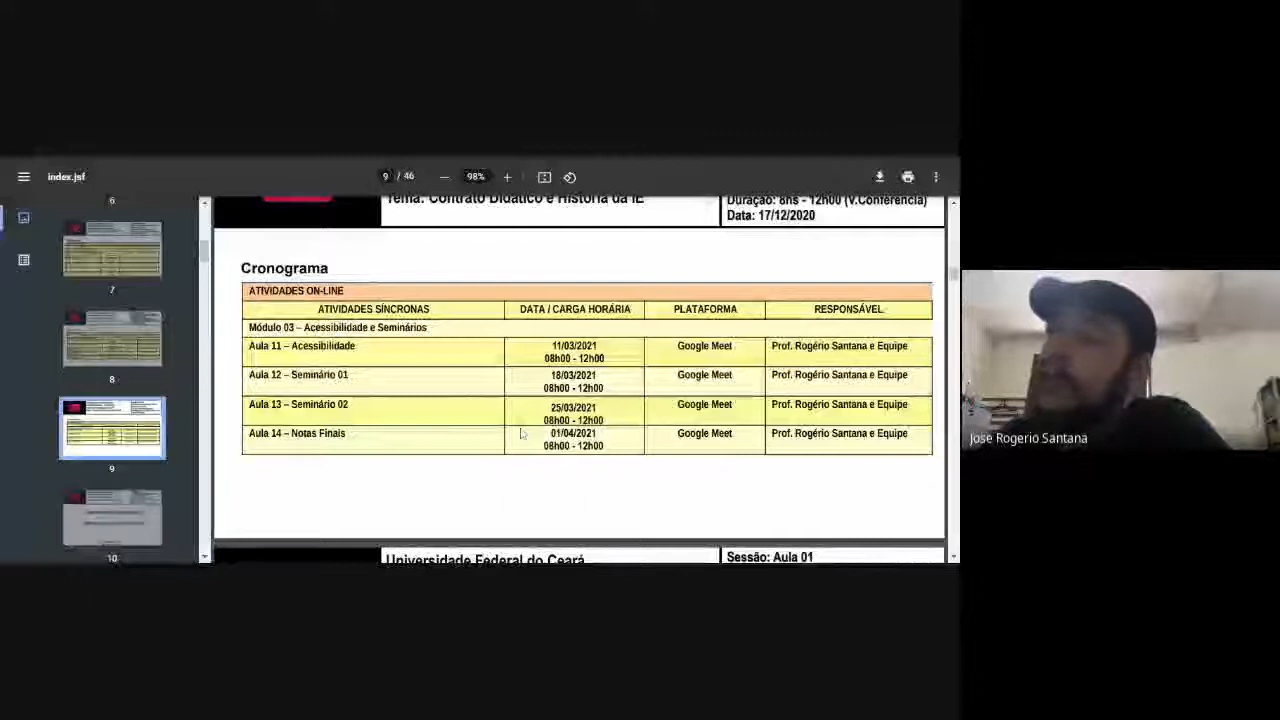 index.jsf
9 / 46
98%
6
7
8
9
10
Tema: Contrato Didático e História da IE
Duração: 8hs - 12h00 (V.Conferência)
Data: 17/12/2020
Cronograma
ATIVIDADES ON-LINE
ATIVIDADES SÍNCRONAS DATA / CARGA HORÁRIA PLATAFORMA RESPONSÁVEL
Módulo 03 – Acessibilidade e Seminários
Aula 11 – Acessibilidade 11/03/2021 Google Meet Prof. Rogério Santana e Equipe
08h00 - 12h00
Aula 12 – Seminário 01 18/03/2021 Google Meet Prof. Rogério Santana e Equipe
08h00 - 12h00
Aula 13 – Seminário 02 25/03/2021 Google Meet Prof. Rogério Santana e Equipe
08h00 - 12h00
Aula 14 – Notas Finais 01/04/2021 Google Meet Prof. Rogério Santana e Equipe
08h00 - 12h00
Universidade Federal do Ceará
Sessão: Aula 01
Jose Rogerio Santana